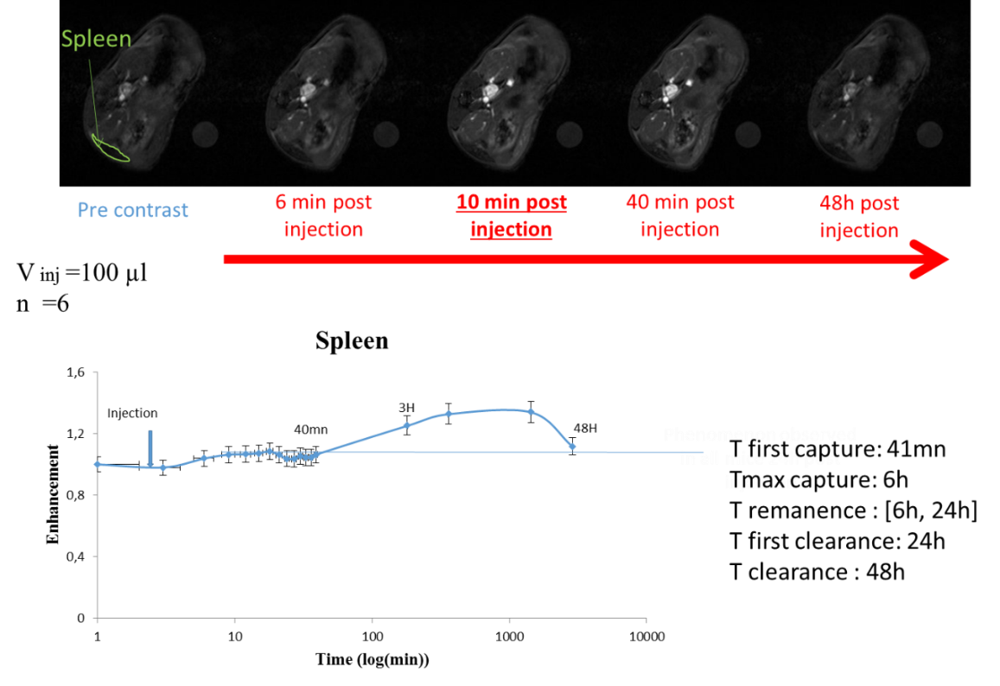 Spleen
Pre contrast
6 min post
injection
10 min post
injection
40 min post
injection
48h post
injection
V inj =100 µl
n =6
Spleen
1,6
1,2
0,8
0,4
0
Injection
40mn
3H
48H
1
10
100
1000
10000
Enhancement
Time (log(min))
T first capture: 41mn
Tmax capture: 6h
T remanence : [6h, 24h]
T first clearance: 24h
T clearance : 48h